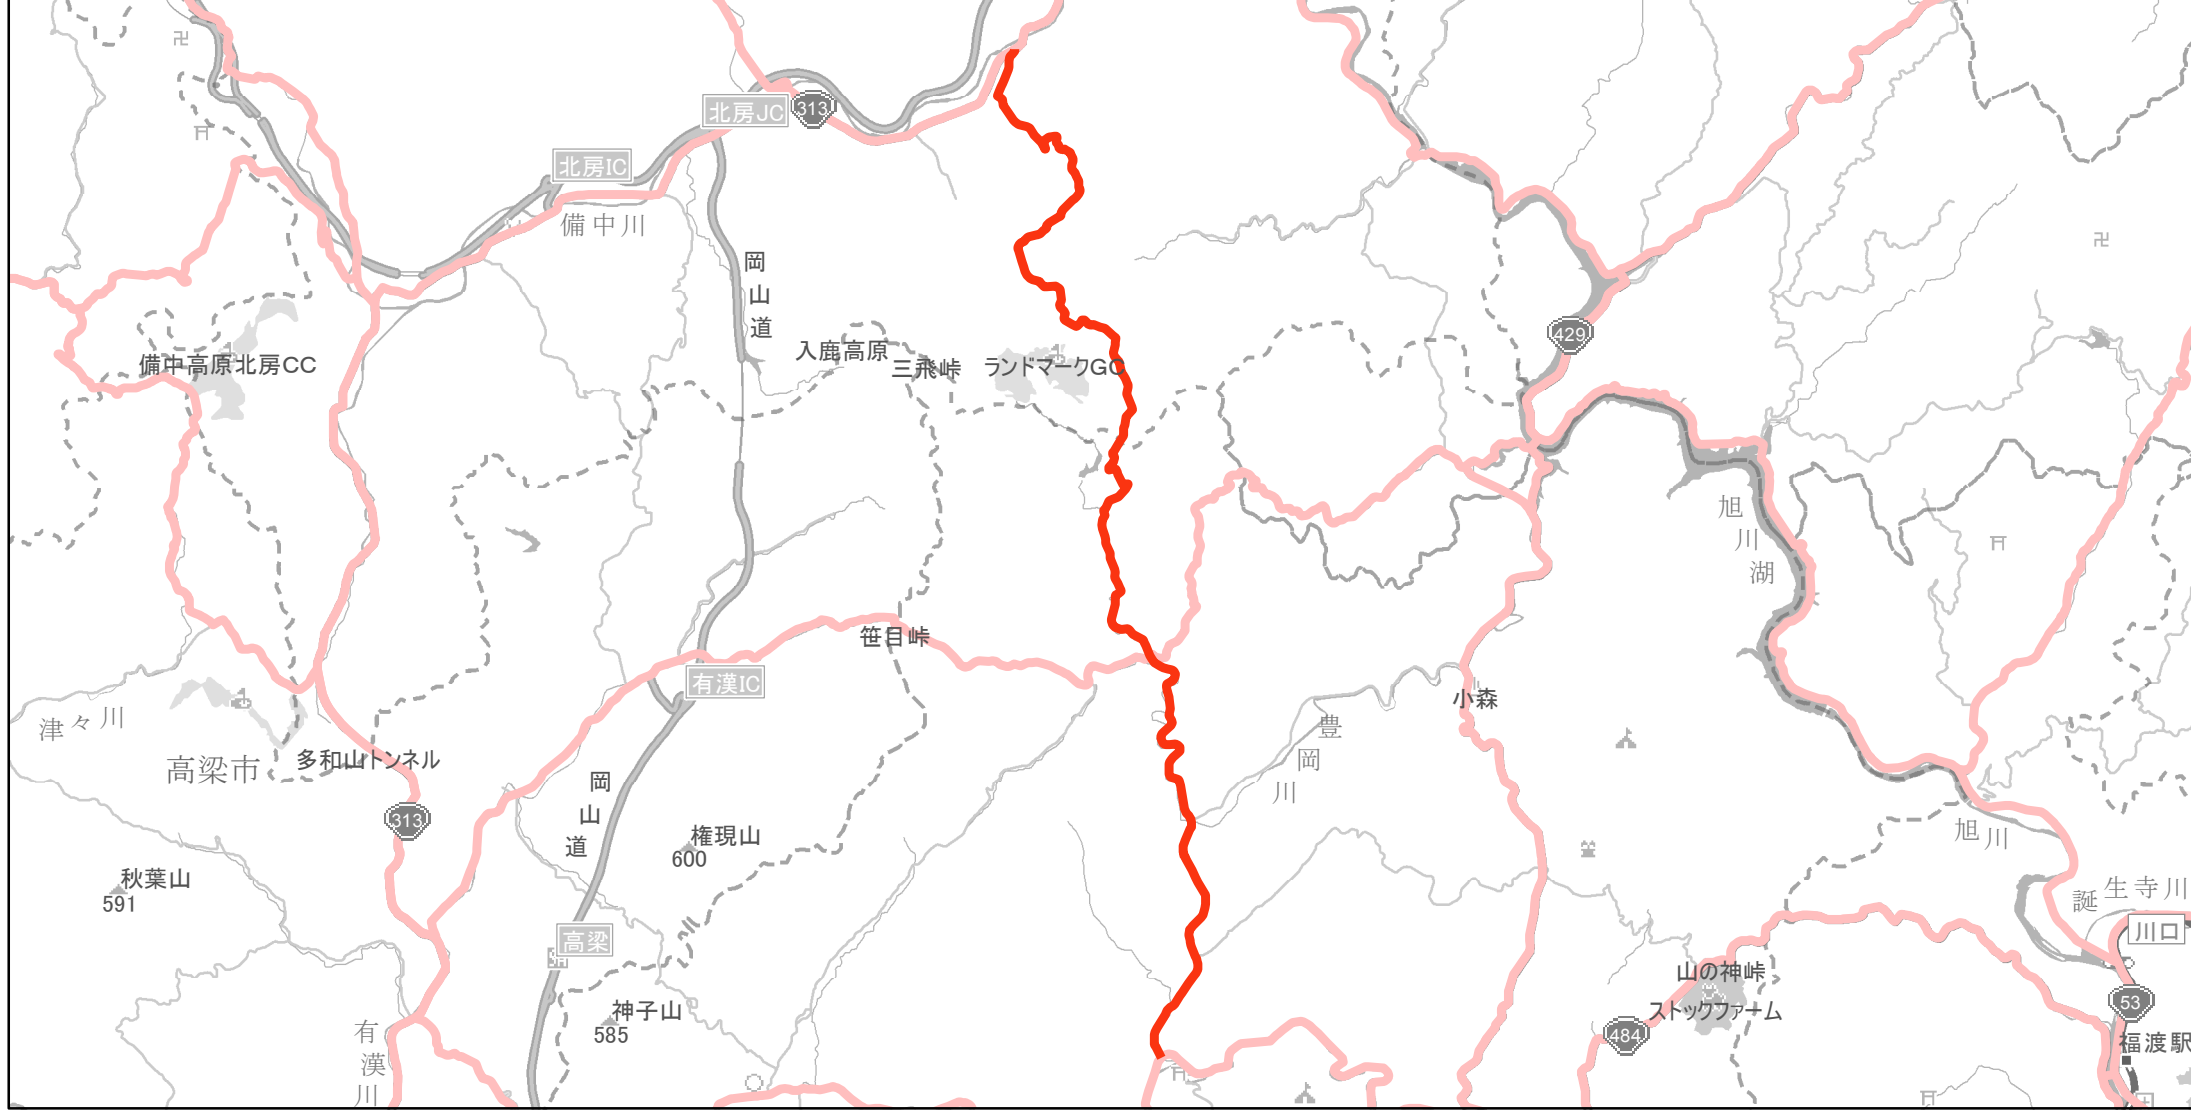 北房JC
313
北房IC
備中川
岡山道
429
入鹿高原
三飛峠
ランドマークGC
備中高原北房CC
旭川湖
笹目峠
有漢IC
小森
津々川
豊岡川
高梁市
多和山トンネル
岡山道
313
権現山
600
旭川
秋葉山
591
誕生寺川
川口
高梁
山の神峠
ストックファーム
神子山
585
53
484
有漢川
福渡駅